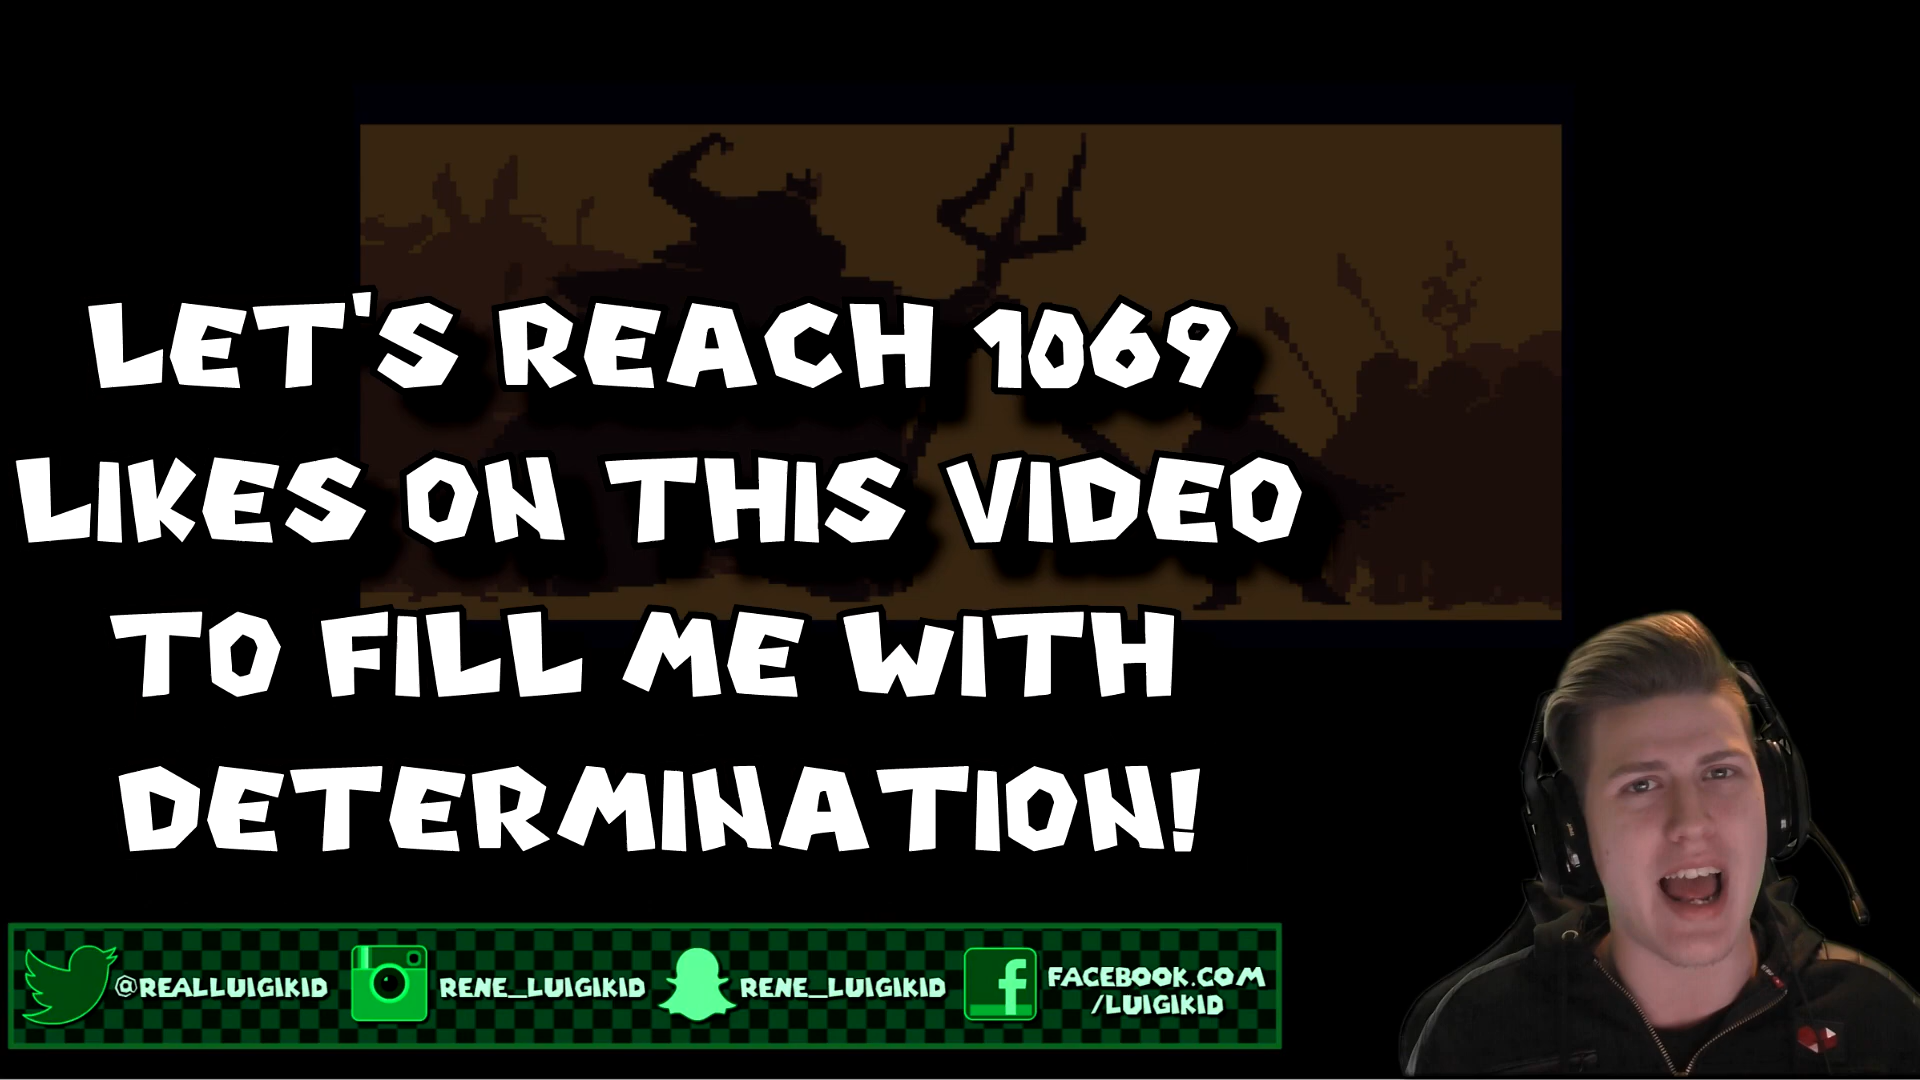 LET'S REACH 1069
LIKES ON THIS VIDEO
TO FILL ME WITH
DETERMINATION!
@REALLUIGIKID
RENE_LUIGIKID
RENE_LUIGIKID
FACEBOOK.COM
/LUIGIKID